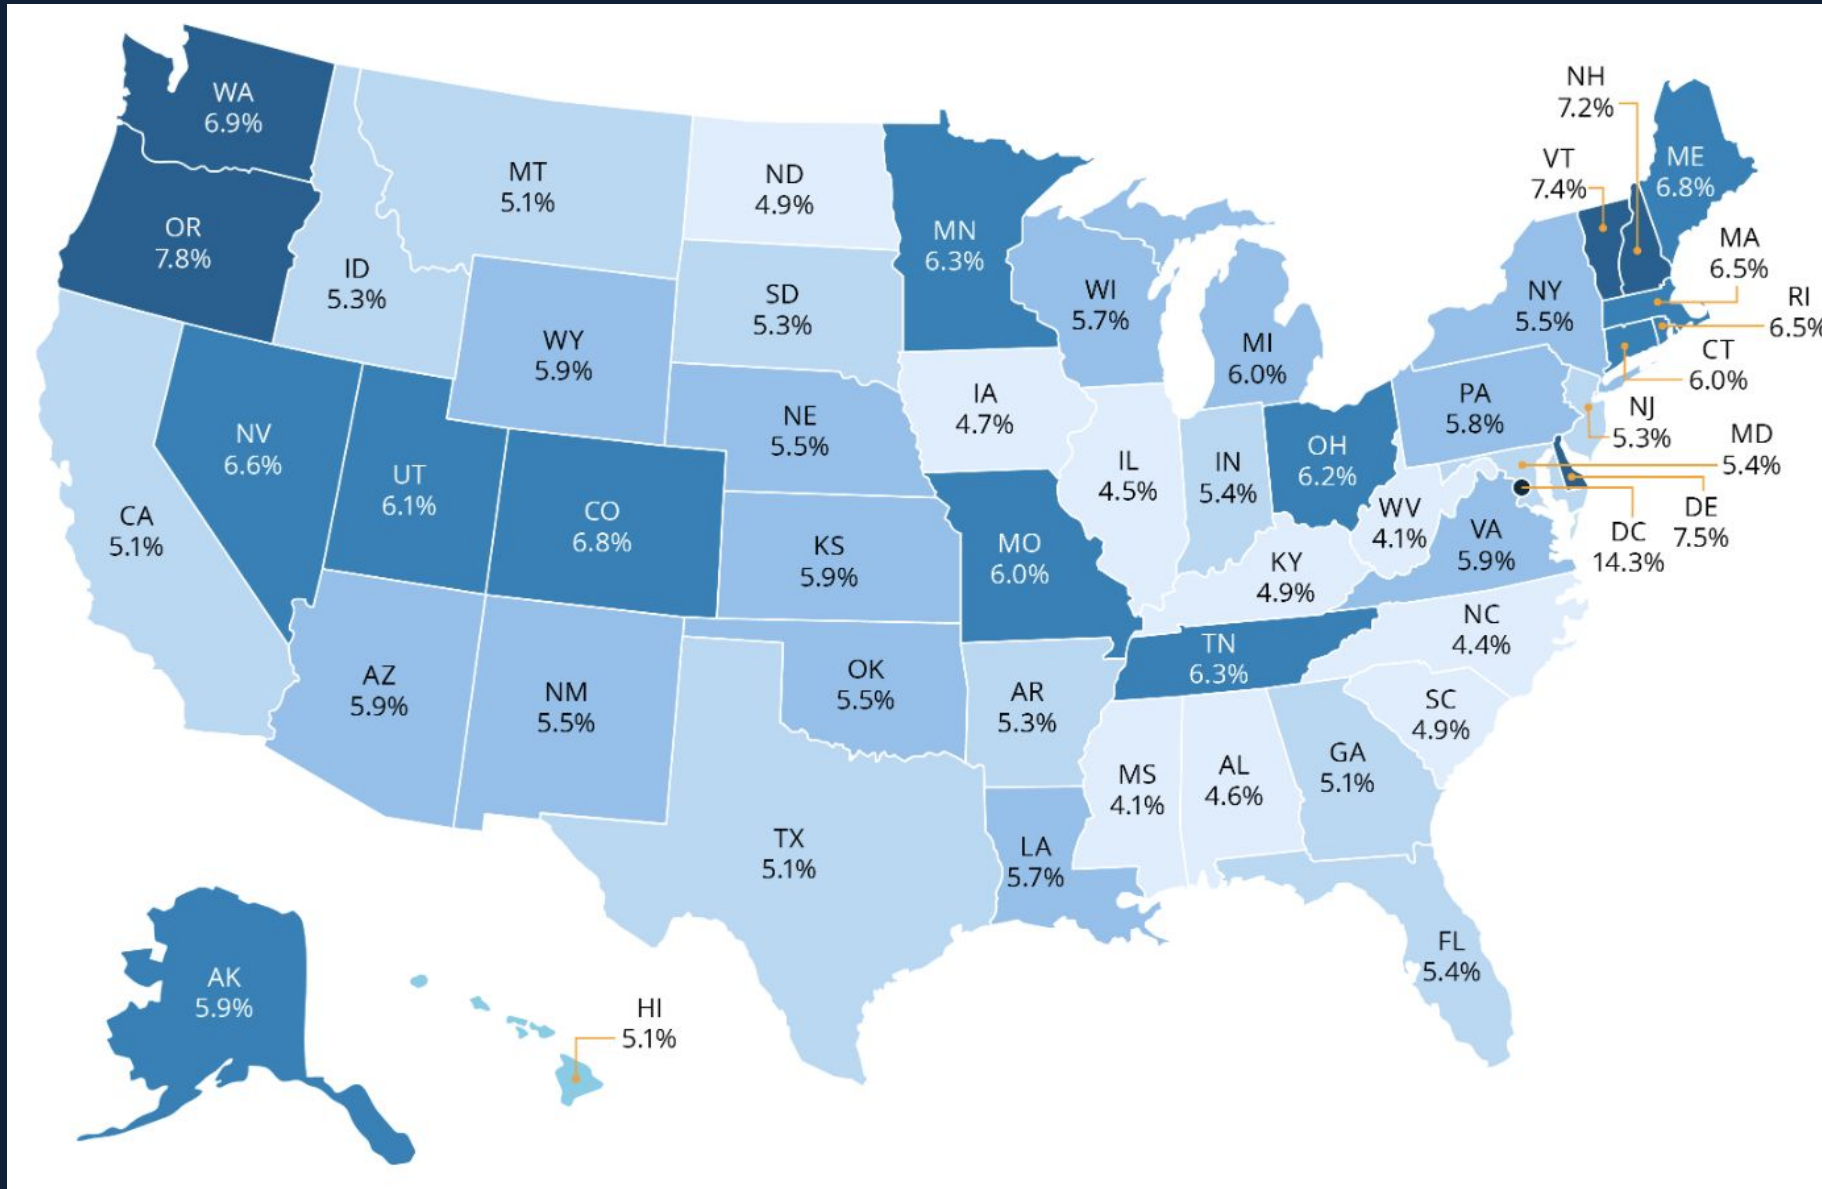 WA
6.9%
OR
7.8%
CA
5.1%
ID
5.3%
NV
6.6%
MT
5.1%
WY
5.9%
UT
6.1%
CO
6.8%
AZ
5.9%
NM
5.5%
ND
4.9%
SD
5.3%
NE
5.5%
KS
5.9%
OK
5.5%
TX
5.1%
MN
6.3%
IA
4.7%
MO
6.0%
AR
5.3%
LA
5.7%
WI
5.7%
IL
4.5%
MI
6.0%
IN
5.4%
OH
6.2%
KY
4.9%
TN
6.3%
MS
4.1%
AL
4.6%
GA
5.1%
FL
5.4%
SC
4.9%
NC
4.4%
VA
5.9%
WV
4.1%
PA
5.8%
NY
5.5%
VT
7.4%
NH
7.2%
ME
6.8%
MA
6.5%
RI
6.5%
CT
6.0%
NJ
5.3%
MD
5.4%
DE
7.5%
DC
14.3%
AK
5.9%
HI
5.1%